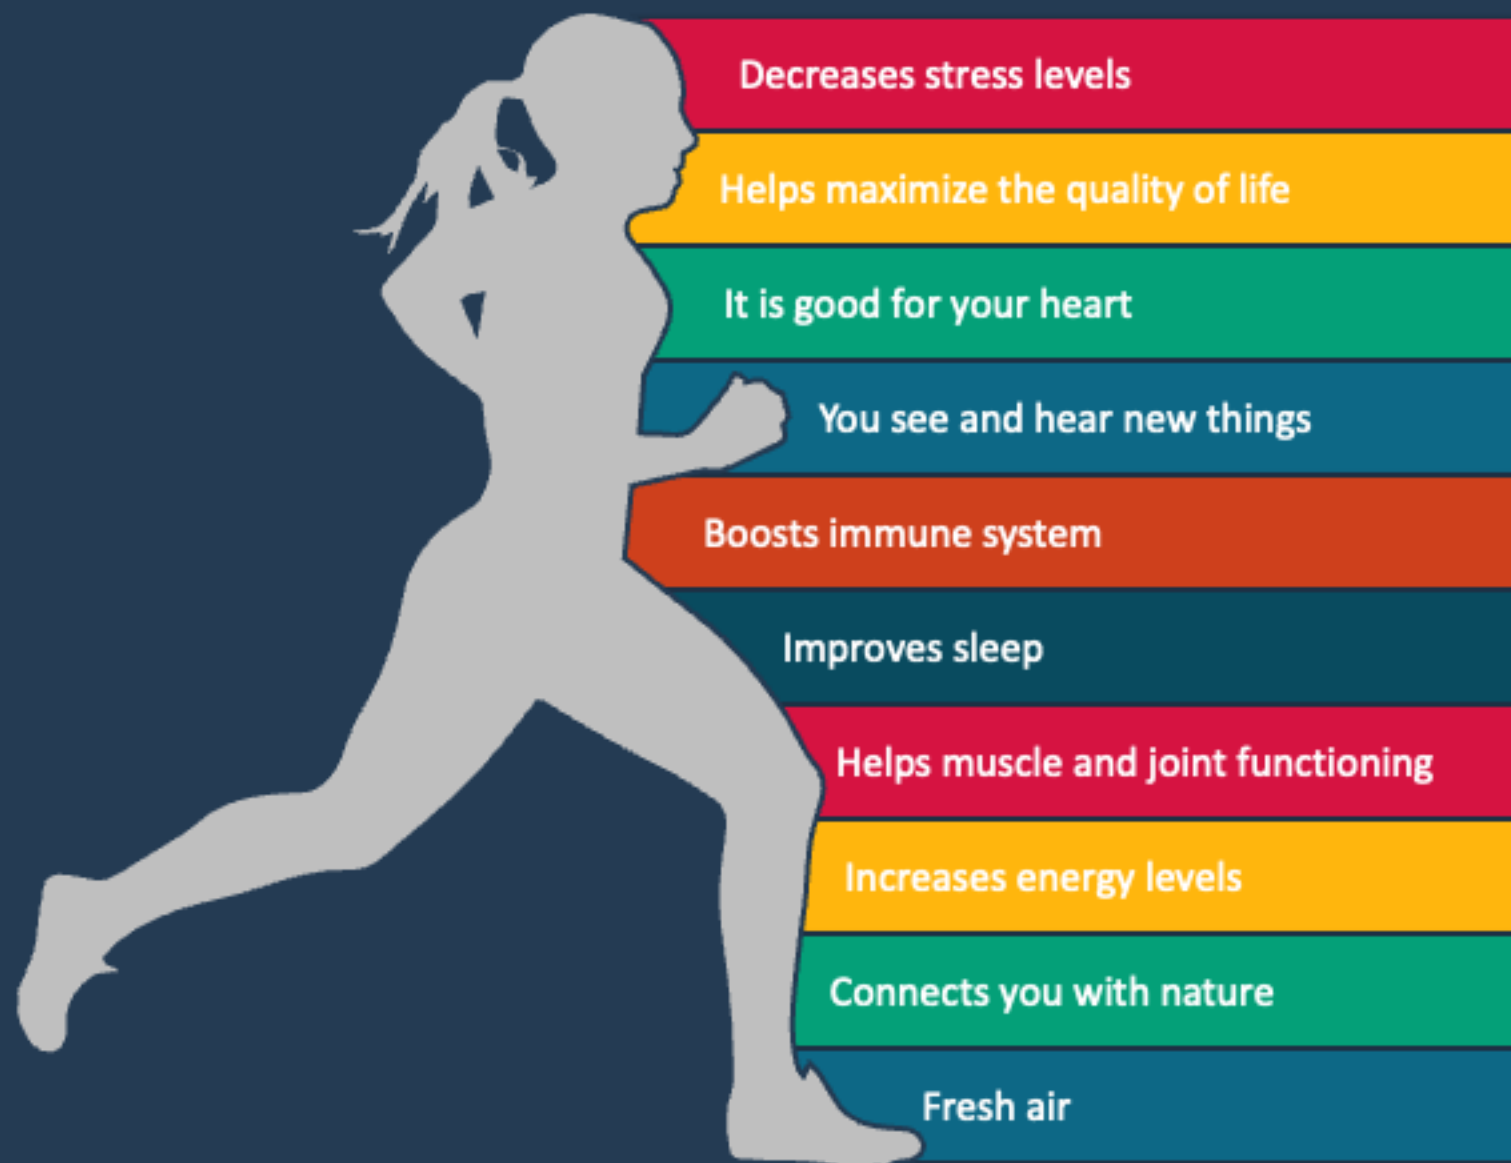 Decreases stress levels
Helps maximize the quality of life
It is good for your heart
You see and hear new things
Boosts immune system
Improves sleep
Helps muscle and joint functioning
Increases energy levels
Connects you with nature
Fresh air